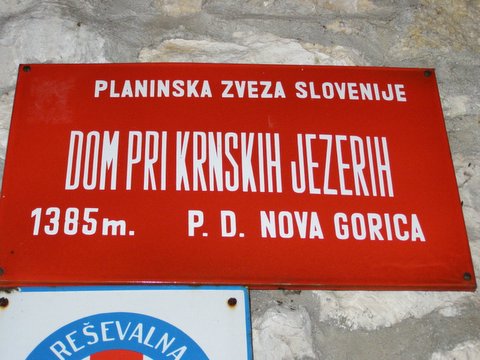 PLANINSKA ZVEZA SLOVENIJE
DOM PRI KRNSKIH JEZERIH
1385m. P. D. NOVA GORICA
REŠEVALNA